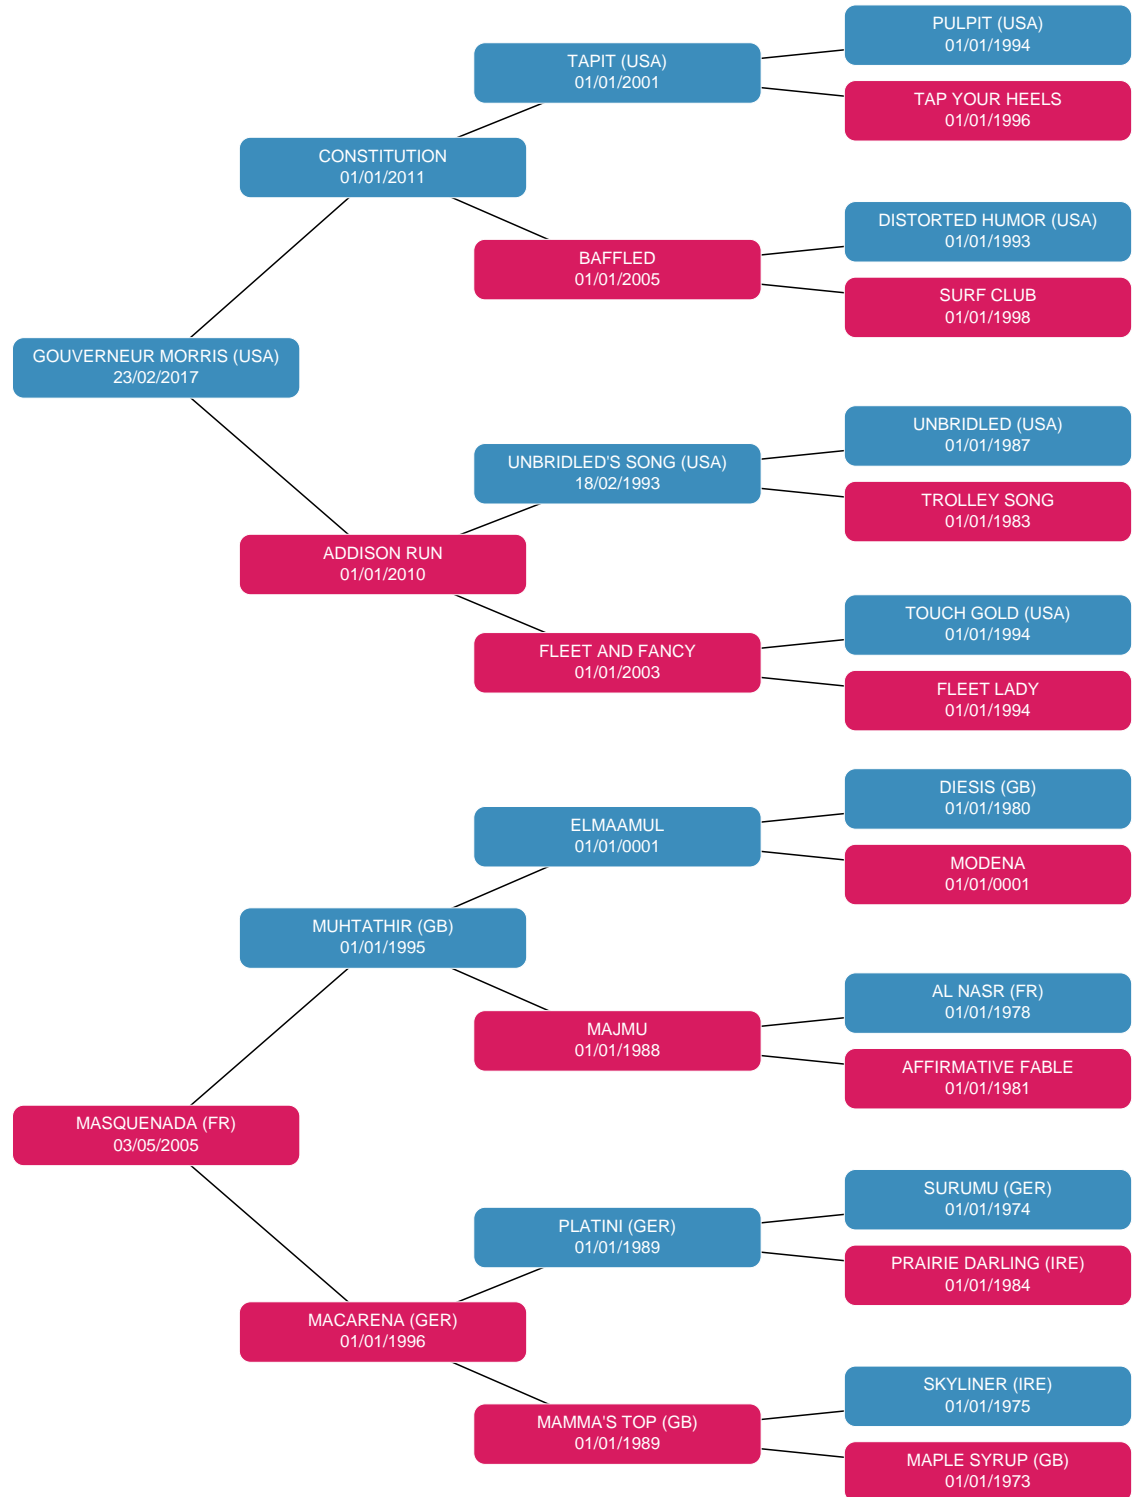 PULPIT (USA)
01/01/1994
TAPIT (USA)
01/01/2001
TAP YOUR HEELS
01/01/1996
CONSTITUTION
01/01/2011
DISTORTED HUMOR (USA)
01/01/1993
BAFFLED
01/01/2005
SURF CLUB
01/01/1998
GOUVERNEUR MORRIS (USA)
23/02/2017
UNBRIDLED (USA)
01/01/1987
UNBRIDLED'S SONG (USA)
18/02/1993
TROLLEY SONG
01/01/1983
ADDISON RUN
01/01/2010
TOUCH GOLD (USA)
01/01/1994
FLEET AND FANCY
01/01/2003
FLEET LADY
01/01/1994
DIESIS (GB)
01/01/1980
ELMAAMUL
01/01/0001
MODENA
01/01/0001
MUHTATHIR (GB)
01/01/1995
AL NASR (FR)
01/01/1978
MAJMU
01/01/1988
AFFIRMATIVE FABLE
01/01/1981
MASQUENADA (FR)
03/05/2005
SURUMU (GER)
01/01/1974
PLATINI (GER)
01/01/1989
PRAIRIE DARLING (IRE)
01/01/1984
MACARENA (GER)
01/01/1996
SKYLINER (IRE)
01/01/1975
MAMMA'S TOP (GB)
01/01/1989
MAPLE SYRUP (GB)
01/01/1973